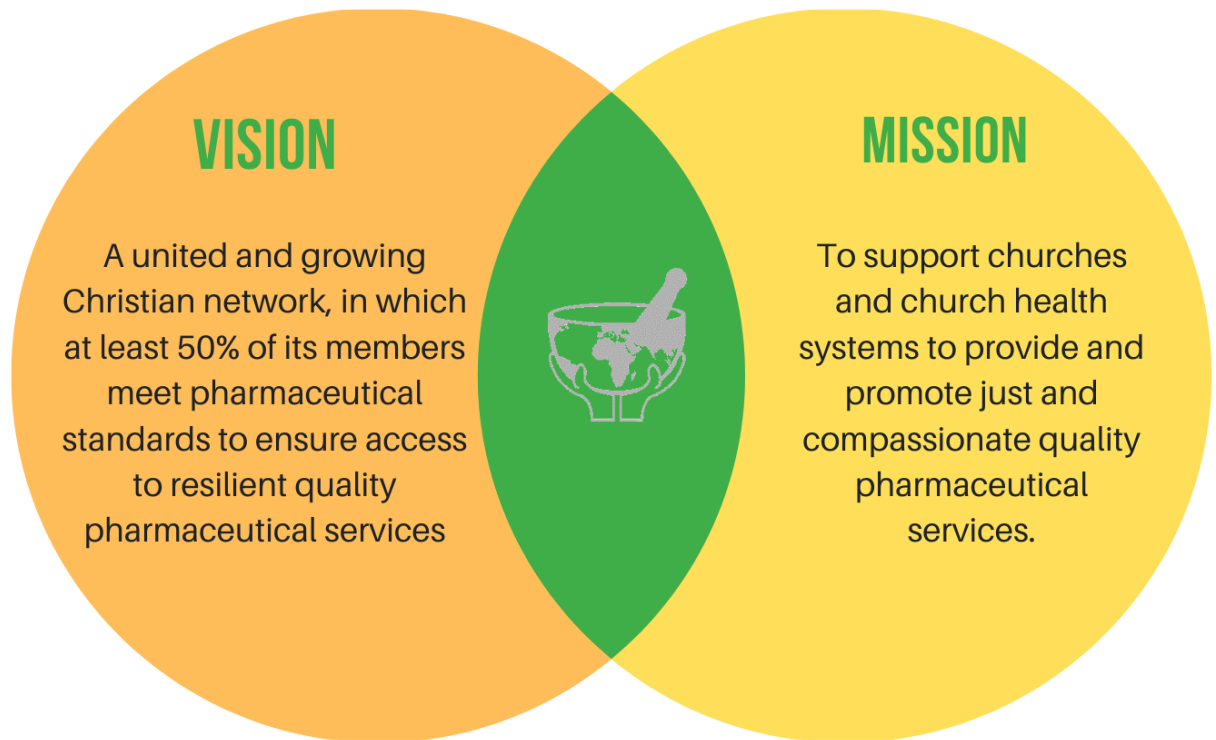 VISION
A united and growing
Christian network, in which
at least 50% of its members
meet pharmaceutical
standards to ensure access
to resilient quality
pharmaceutical services
MISSION
To support churches
and church health
systems to provide and
promote just and
compassionate quality
pharmaceutical
services.